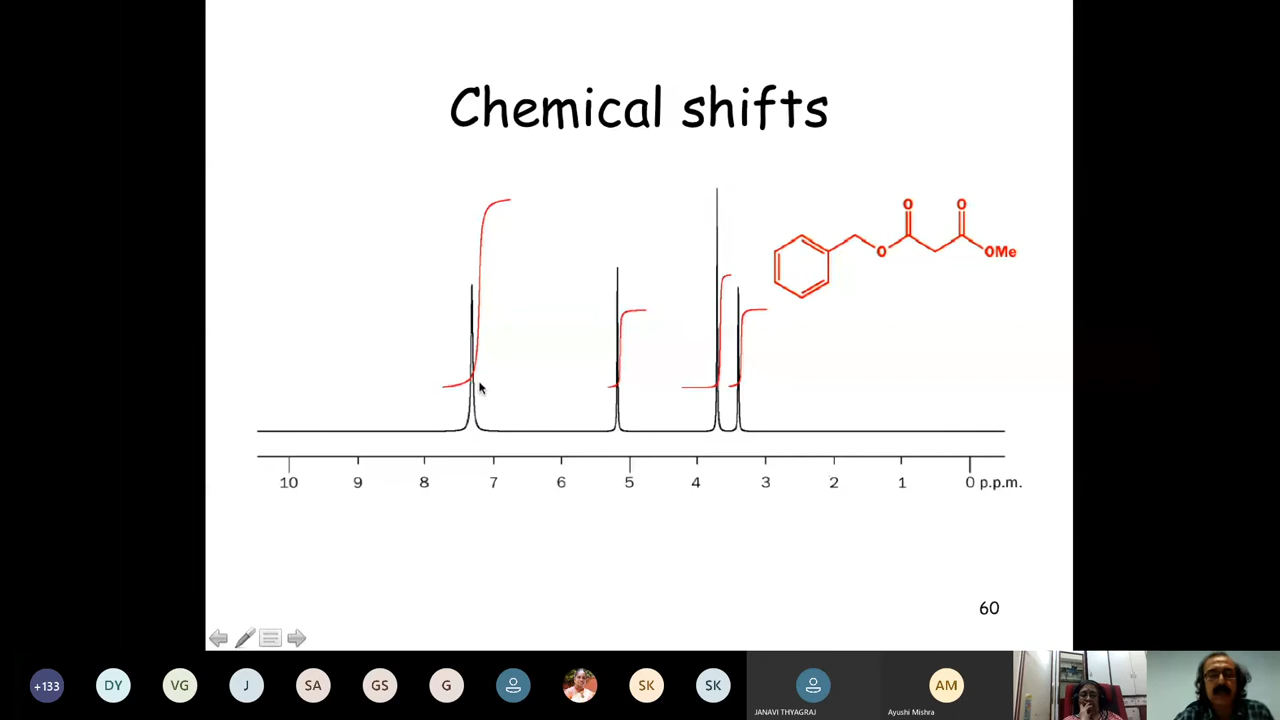 Chemical shifts
O O
O OMe
10 9 8 7 6 5 4 3 2 1 0 p.p.m.
60
+133 DY VG J SA GS G SK SK AM
JANAVI THYAGRAJ Ayushi Mishra